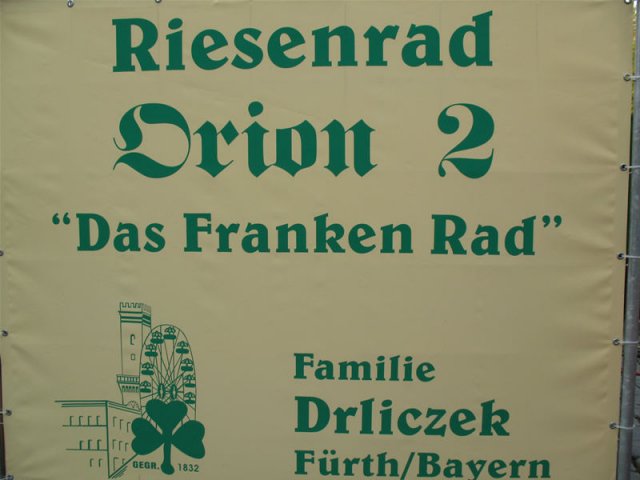 Riesenrad
Orion 2
“Das Franken Rad”
Familie
Drliczek
Fürth/Bayern
GEGR. 1832